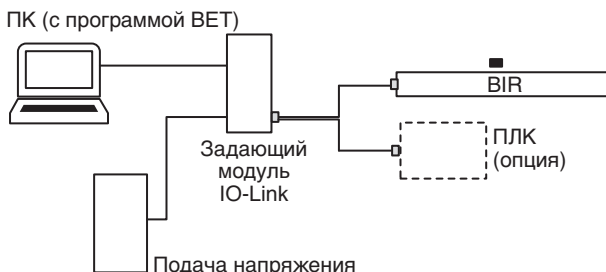 ПК (с программой BET)
BIR
ПЛК
(опция)
Задающий
модуль
IO-Link
Подача напряжения